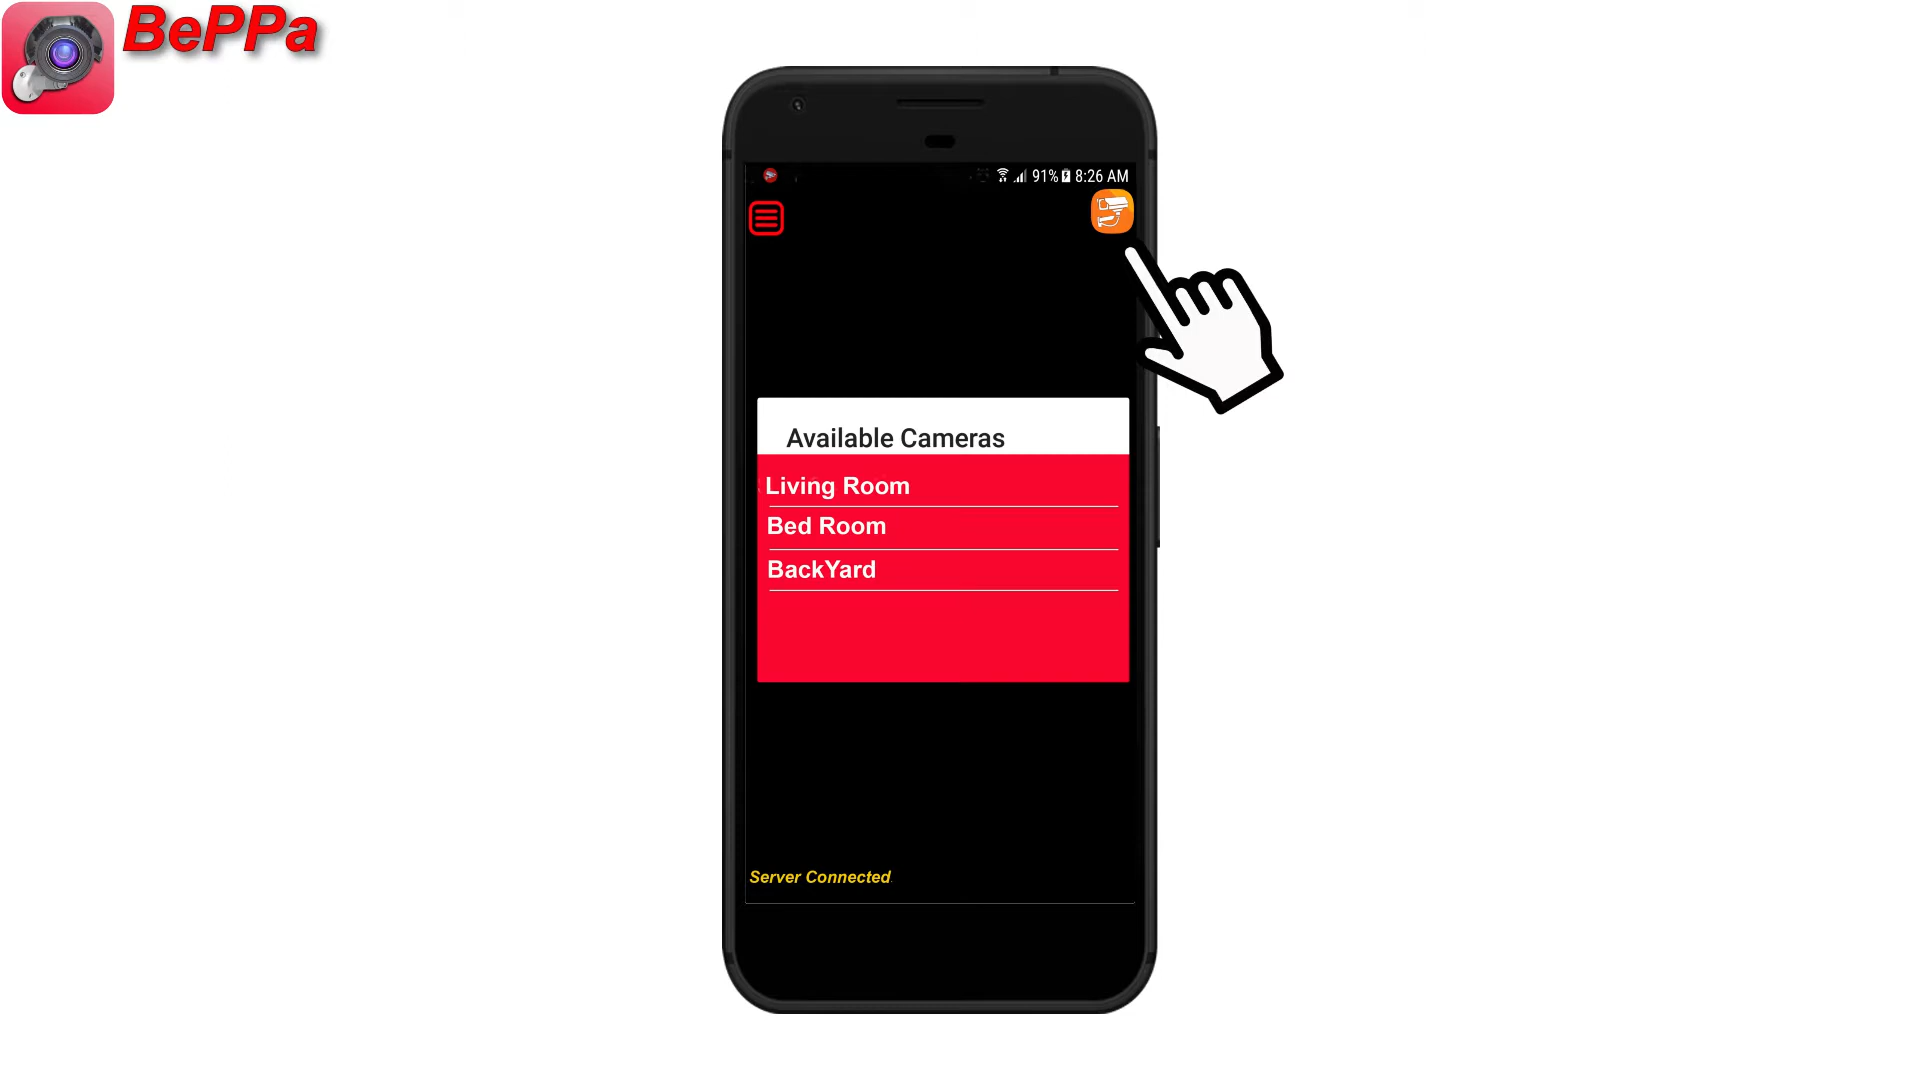 BePPa
91% 8:26 AM
Available Cameras
Living Room
Bed Room
BackYard
Server Connected